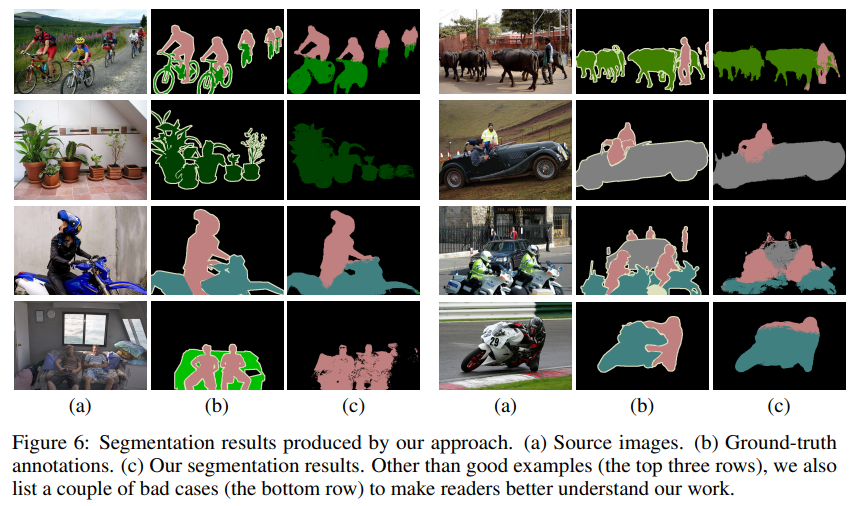 29
(a) (b) (c) (a) (b) (c)
Figure 6: Segmentation results produced by our approach. (a) Source images. (b) Ground-truth
annotations. (c) Our segmentation results. Other than good examples (the top three rows), we also
list a couple of bad cases (the bottom row) to make readers better understand our work.